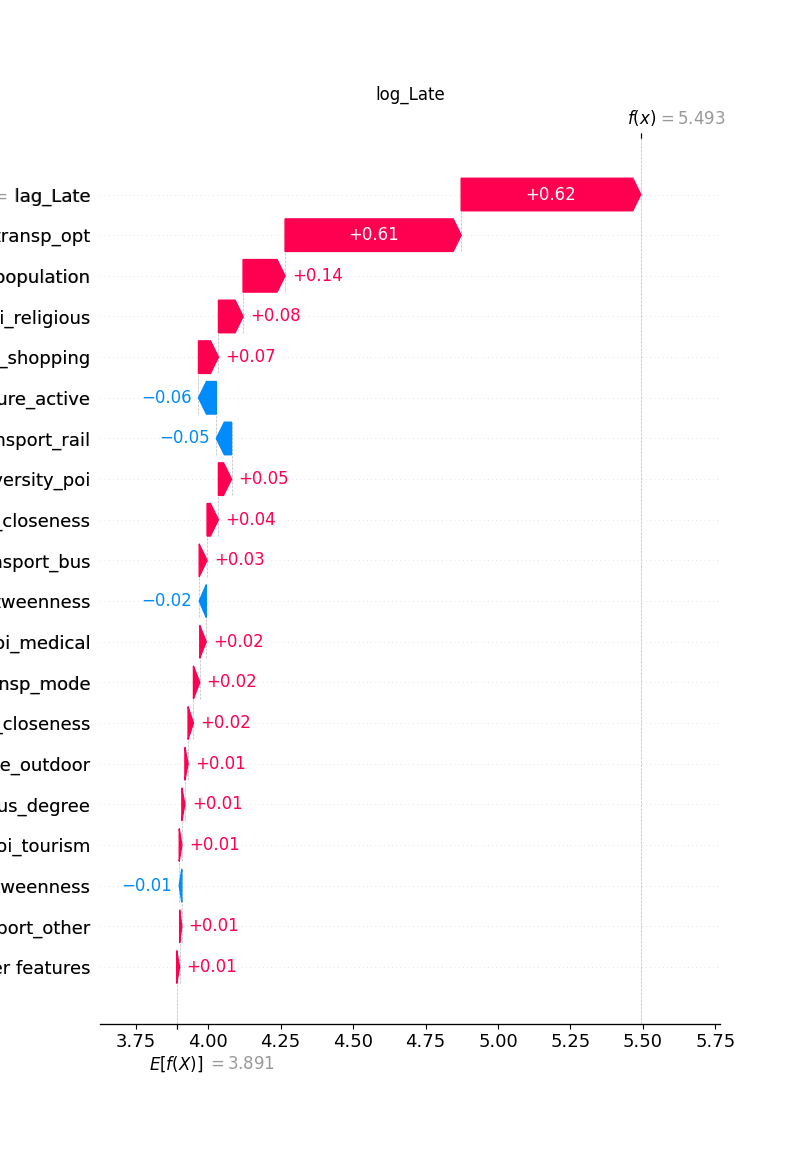 log_Late
f(x) = 5.493
= lag_Late
+0.62
transp_opt
+0.61
population
+0.14
i_religious
+0.08
_shopping
+0.07
ure_active
−0.06
nsport_rail
−0.05
versity_poi
+0.05
_closeness
+0.04
nsport_bus
+0.03
tweenness
−0.02
oi_medical
+0.02
nsp_mode
+0.02
_closeness
+0.02
e_outdoor
+0.01
us_degree
+0.01
oi_tourism
+0.01
weenness
−0.01
port_other
+0.01
er features
+0.01
3.75 4.00 4.25 4.50 4.75 5.00 5.25 5.50 5.75
E[f(X)] = 3.891